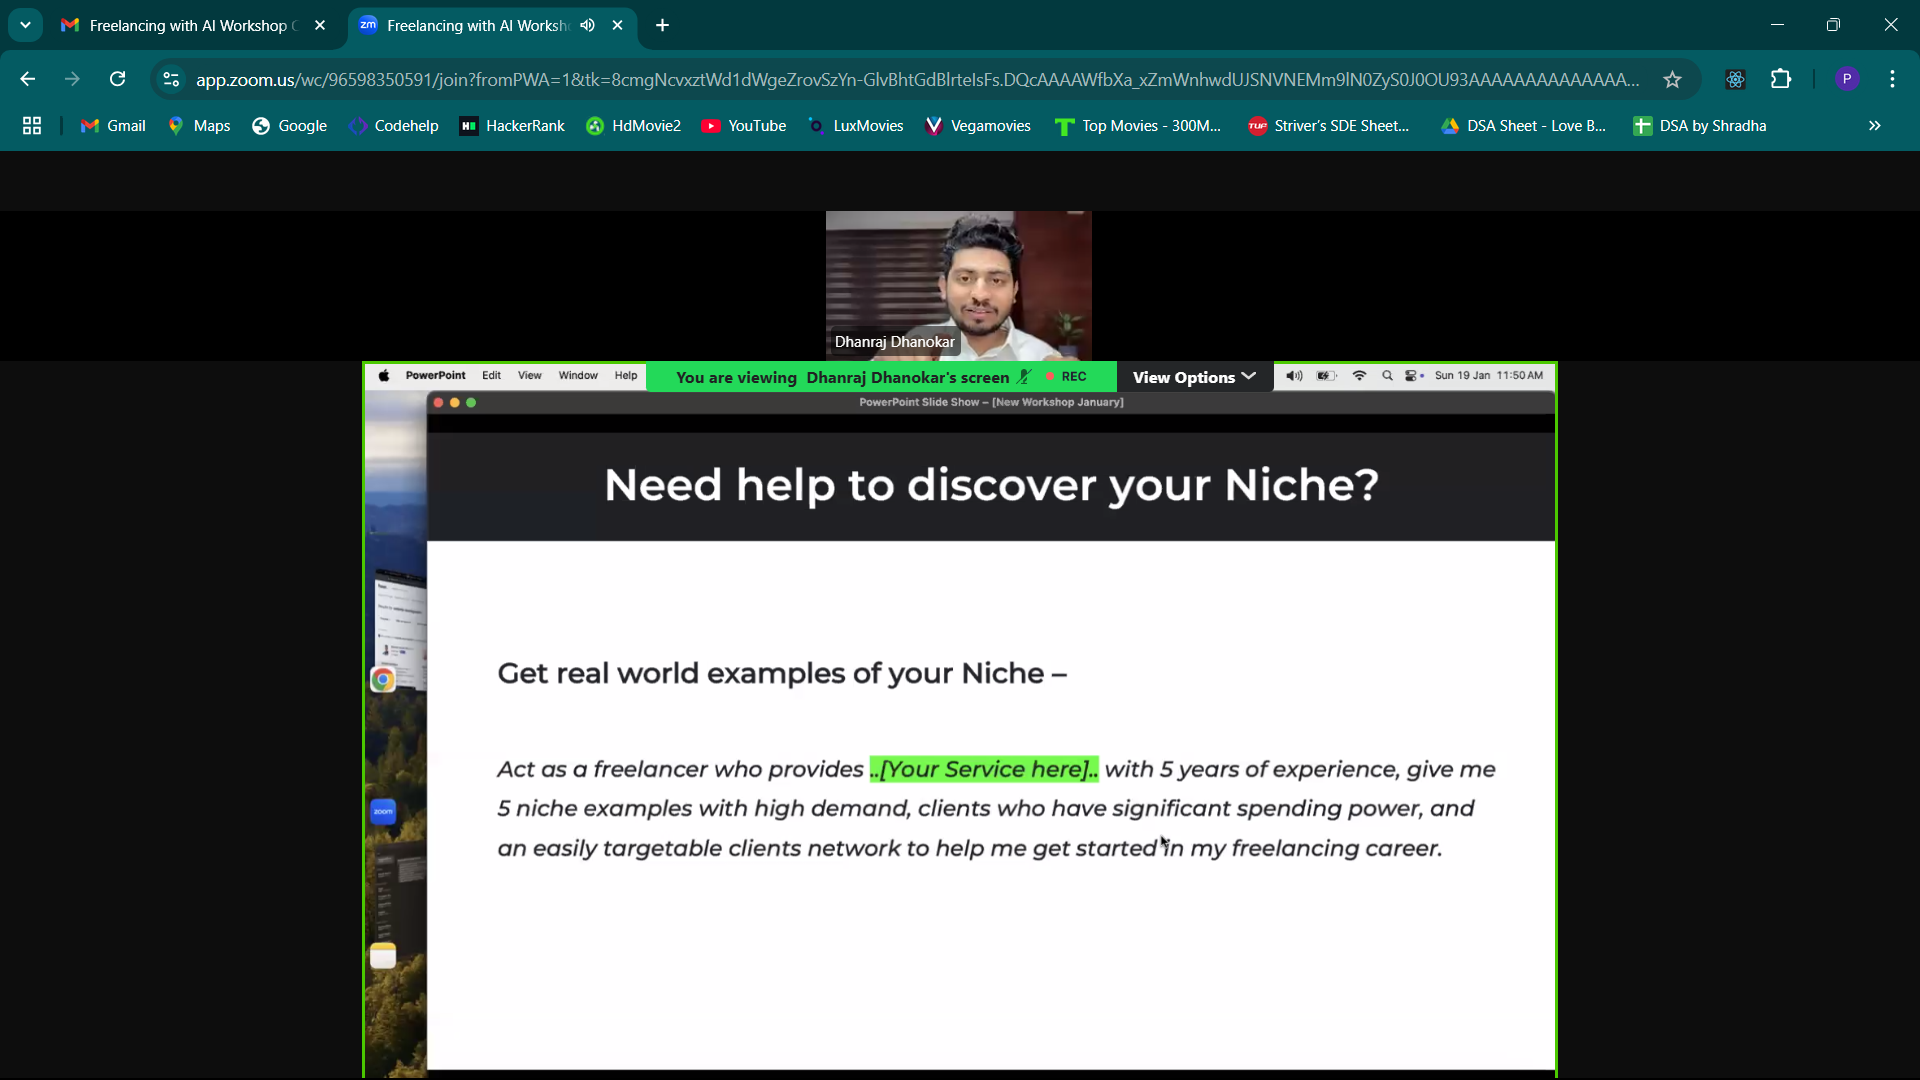 Freelancing with AI Workshop C
Freelancing with AI Worksh
app.zoom.us/wc/96598350591/join?fromPWA=1&tk=8cmgNcvxztWd1dWgeZrovSzYn-GlvBhtGdBlrtelsFs.DQcAAAAWfbXa_xZmWnhwdUJSNVNEMm9lN0ZyS0J0OU93AAAAAAAAAAAAAA...
P
Gmail
Maps
Google
Codehelp
HackerRank
HdMovie2
YouTube
LuxMovies
Vegamovies
Top Movies - 300M...
Striver's SDE Sheet...
DSA Sheet - Love B...
DSA by Shradha
Dhanraj Dhanokar
PowerPoint Edit View Window Help
You are viewing Dhanraj Dhanokar's screen
REC
View Options
Sun 19 Jan 11:50 AM
PowerPoint Slide Show – [New Workshop January]
Need help to discover your Niche?
Get real world examples of your Niche –
Act as a freelancer who provides ..[Your Service here].. with 5 years of experience, give me
5 niche examples with high demand, clients who have significant spending power, and
an easily targetable clients network to help me get started in my freelancing career.
zoom